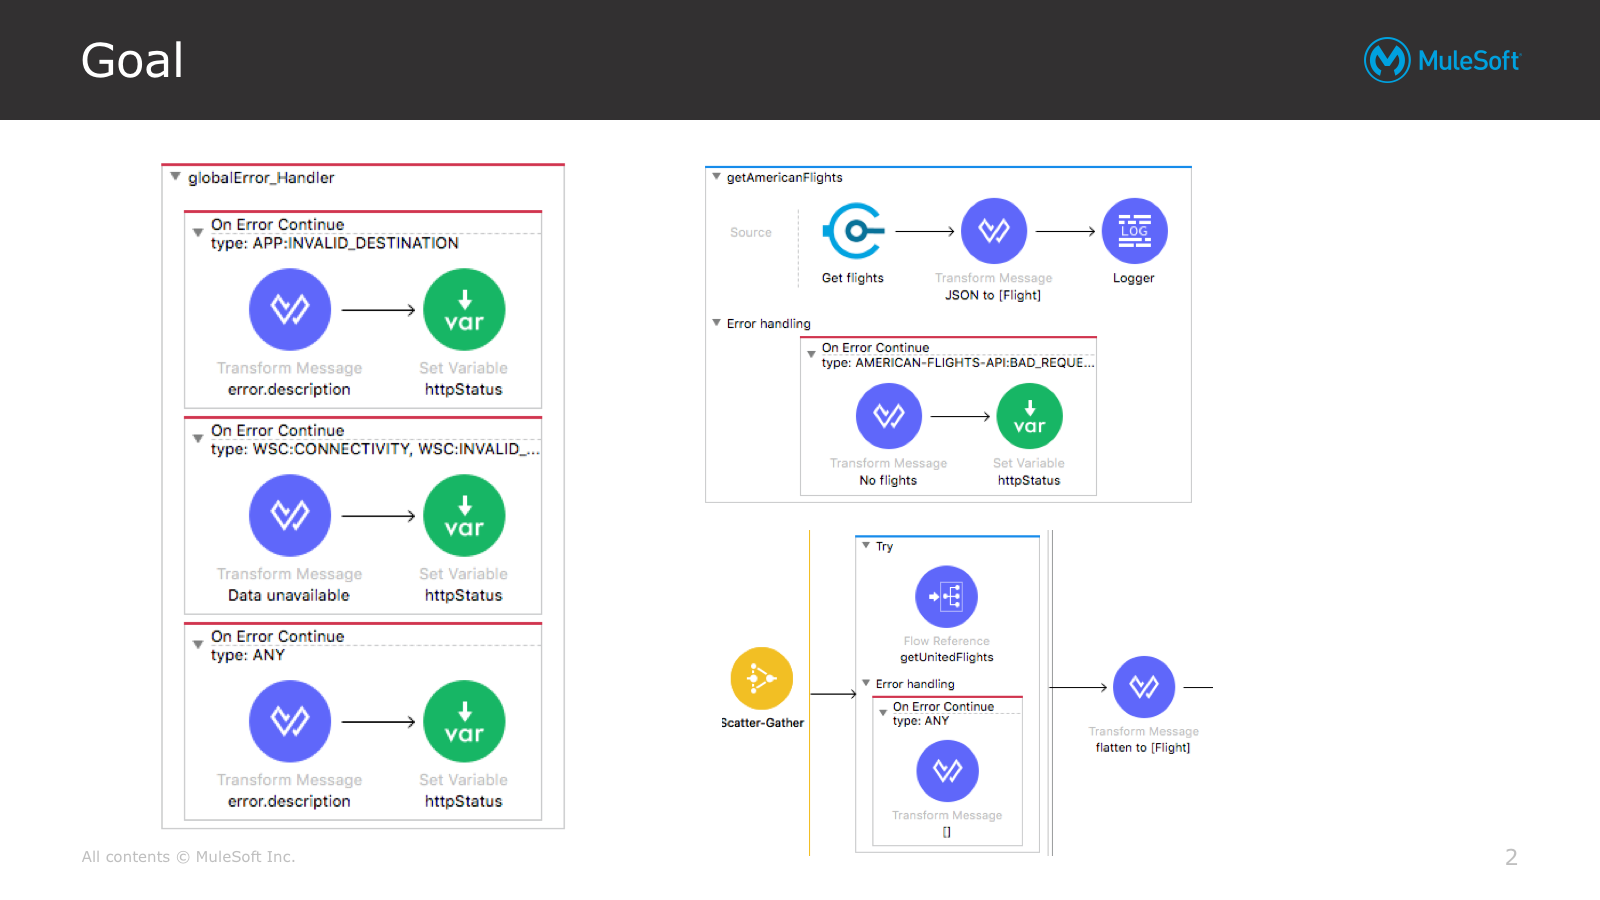 Goal
MuleSoft
globalError_Handler
On Error Continue
type: APP:INVALID_DESTINATION
var
Transform Message
Set Variable
error.description
httpStatus
On Error Continue
type: WSC:CONNECTIVITY, WSC:INVALID_...
var
Transform Message
Set Variable
Data unavailable
httpStatus
On Error Continue
type: ANY
var
Transform Message
Set Variable
error.description
httpStatus
getAmericanFlights
Source
LOG
Get flights
Transform Message
Logger
JSON to [Flight]
Error handling
On Error Continue
type: AMERICAN-FLIGHTS-API:BAD_REQUE...
var
Transform Message
Set Variable
No flights
httpStatus
Try
Flow Reference
getUnitedFlights
Error handling
On Error Continue
type: ANY
Transform Message
[]
Scatter-Gather
Transform Message
flatten to [Flight]
All contents © MuleSoft Inc.
2